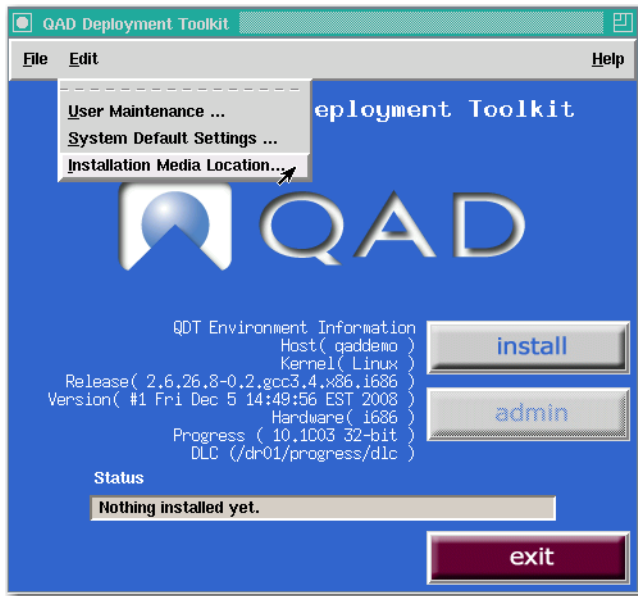 QAD Deployment Toolkit
File Edit Help
User Maintenance ...
System Default Settings ...
Installation Media Location...
eployment Toolkit
QAD
QDT Environment Information
Host( qaddemo )
Kernel( Linux )
Release( 2.6.26.8-0.2.gcc3.4.x86.i686 )
Version( #1 Fri Dec 5 14:49:56 EST 2008 )
Hardware( i686 )
Progress ( 10.1C03 32-bit )
DLC (/dr01/progress/dlc )
install
admin
Status
Nothing installed yet.
exit